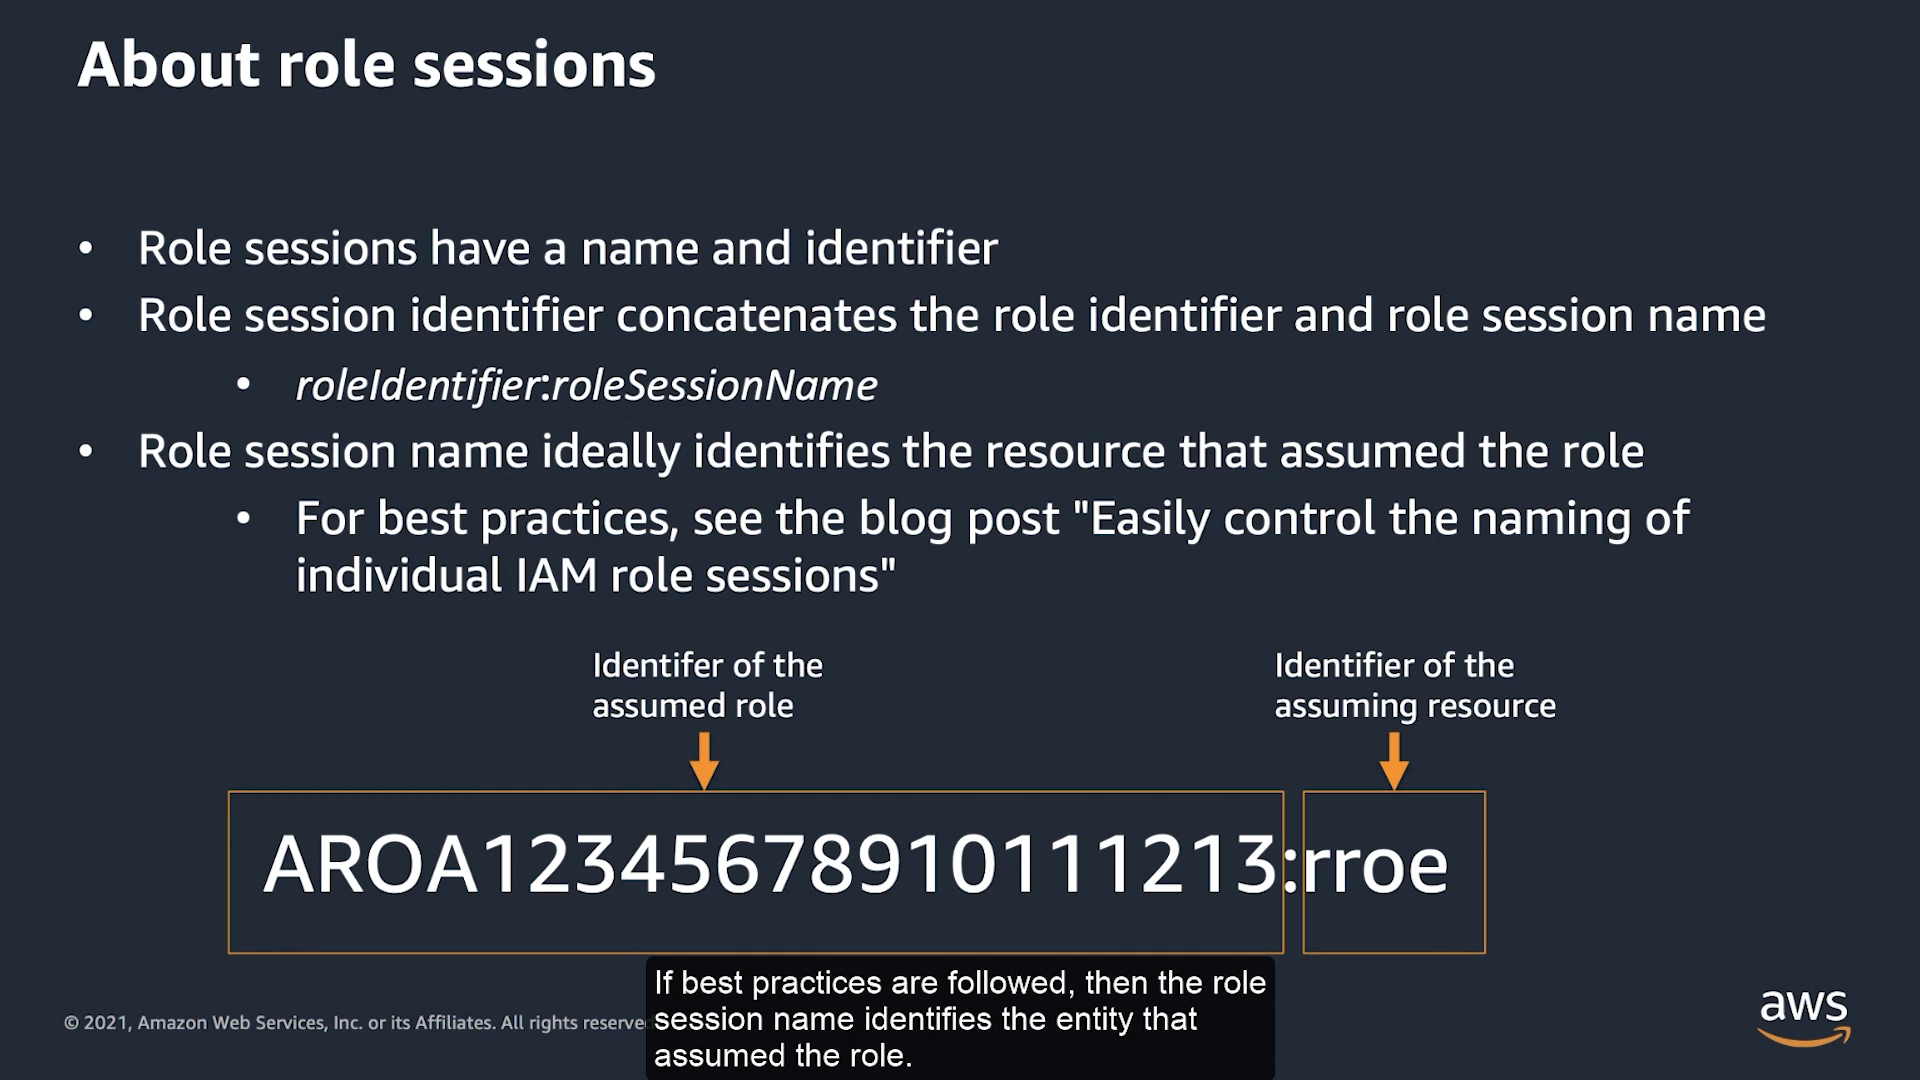 About role sessions
• Role sessions have a name and identifier
• Role session identifier concatenates the role identifier and role session name
• roleIdentifier:roleSessionName
• Role session name ideally identifies the resource that assumed the role
• For best practices, see the blog post "Easily control the naming of
individual IAM role sessions"
Identifer of the
assumed role
Identifier of the
assuming resource
AROA12345678910111213:rroe
If best practices are followed, then the role
session name identifies the entity that
assumed the role.
© 2021, Amazon Web Services, Inc. or its Affiliates. All rights reserve
aws